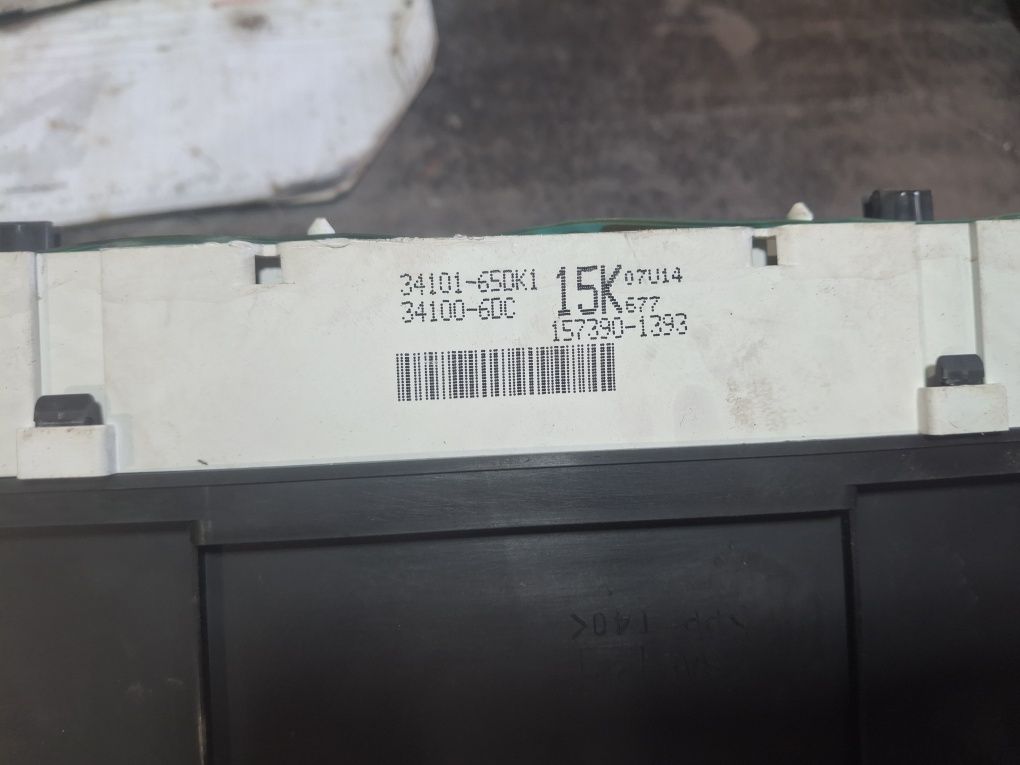 34101-65DK1 15K 07U14
34100-6DC 677
157390-1393
>PP-T40<